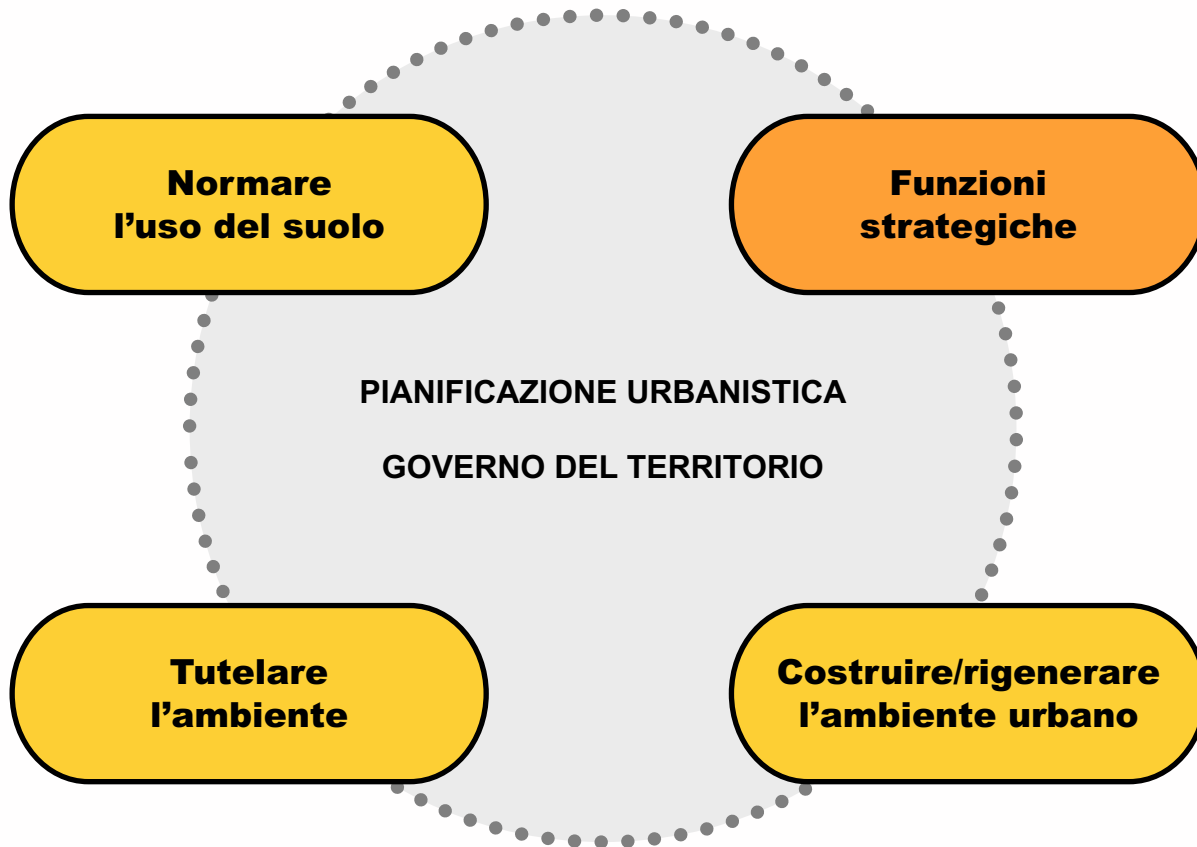 Normare
l’uso del suolo
Funzioni
strategiche
PIANIFICAZIONE URBANISTICA
GOVERNO DEL TERRITORIO
Tutelare
l’ambiente
Costruire/rigenerare
l’ambiente urbano